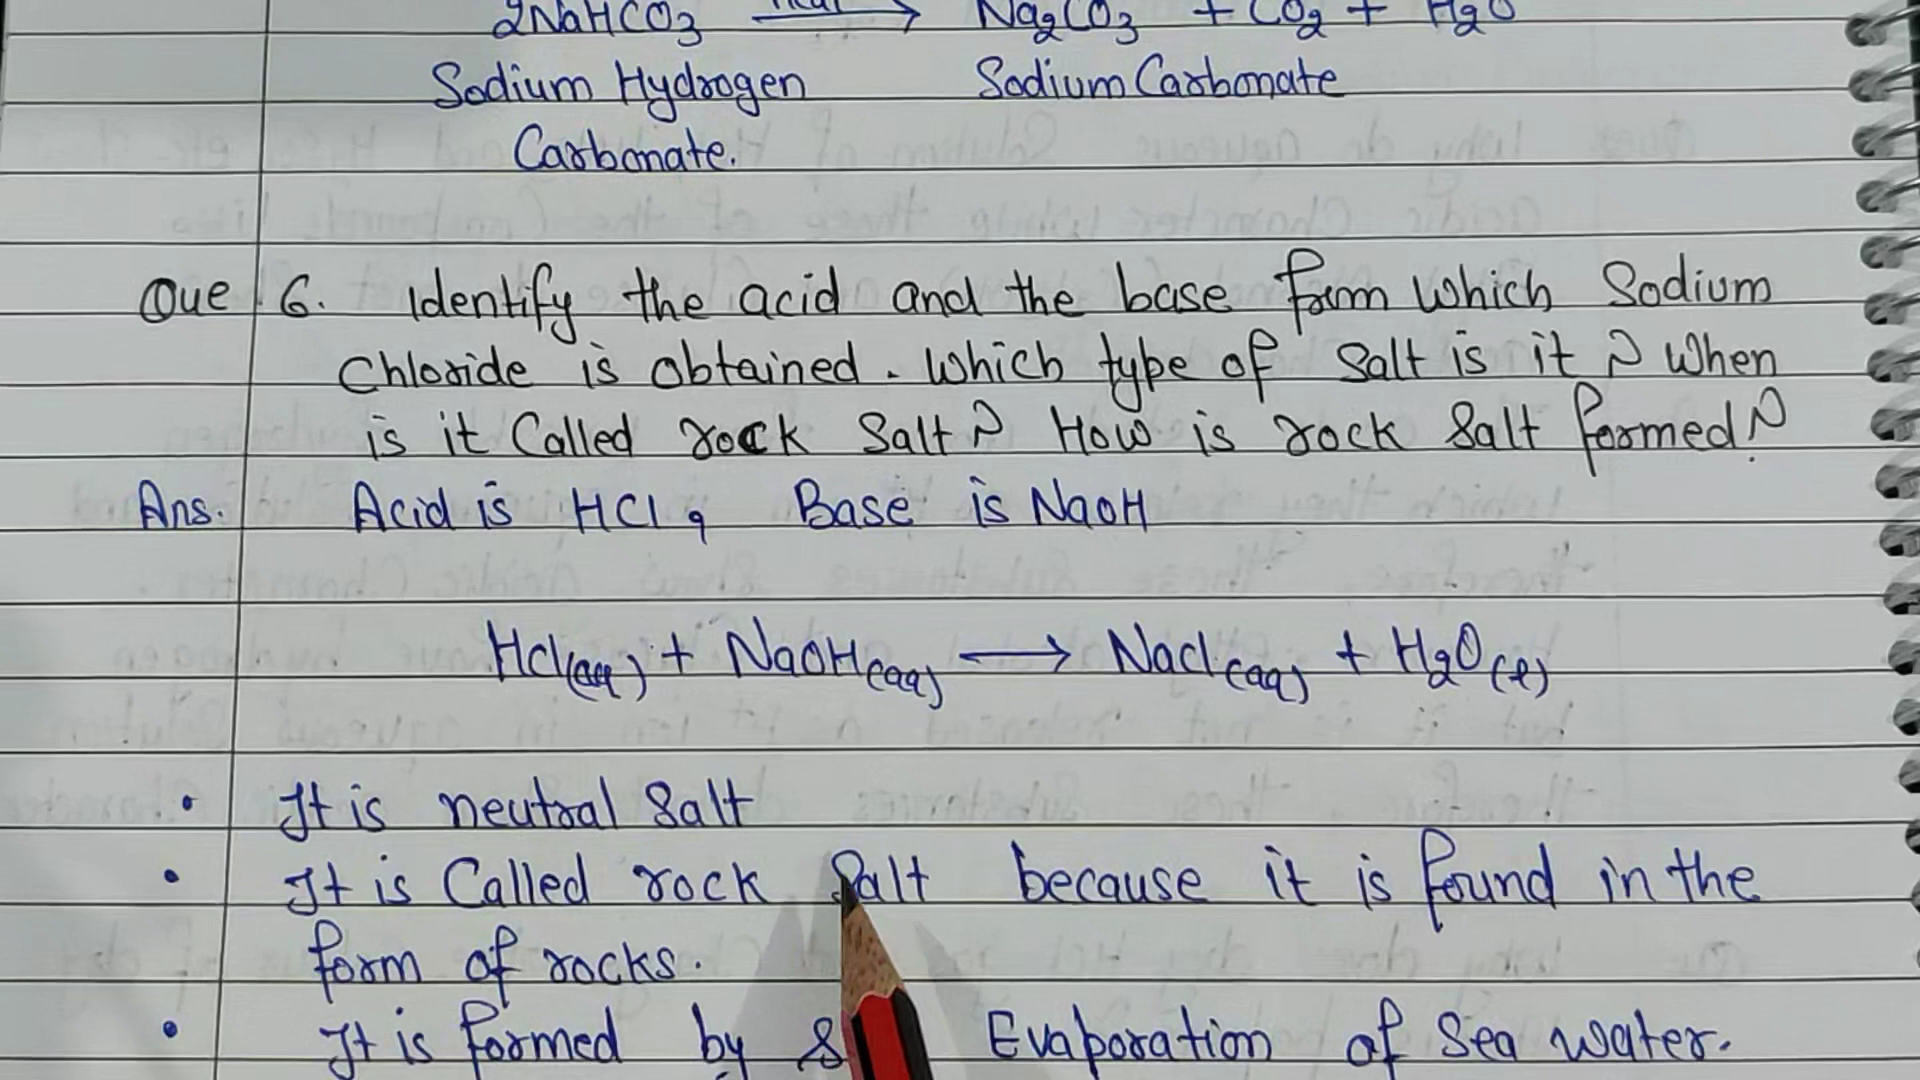 2NaHCO3 ⟶ Na2CO3 + CO2 + H2O
Sodium Hydrogen Sodium Carbonate
Carbonate.
Que 6. Identify the acid and the base form which Sodium
Chloride is obtained. Which type of Salt is it ? When
is it Called rock Salt? How is rock Salt formed?
Ans. Acid is HCl, Base is NaOH
Hcl(aq) + NaOH(aq) ⟶ Nacl(aq) + H2O(l)
• It is neutral Salt
• It is Called rock Salt because it is found in the
form of rocks.
• It is formed by Evaporation of Sea water.